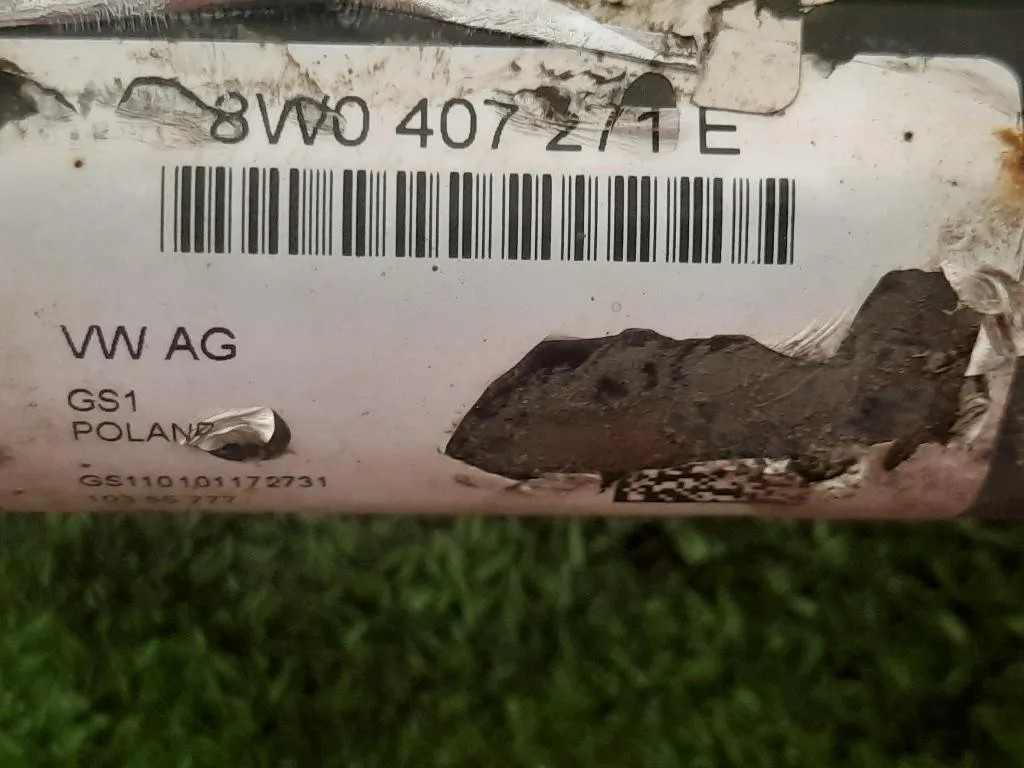 8W0 407 271 E
VW AG
GS1
POLAND
GS110101172731